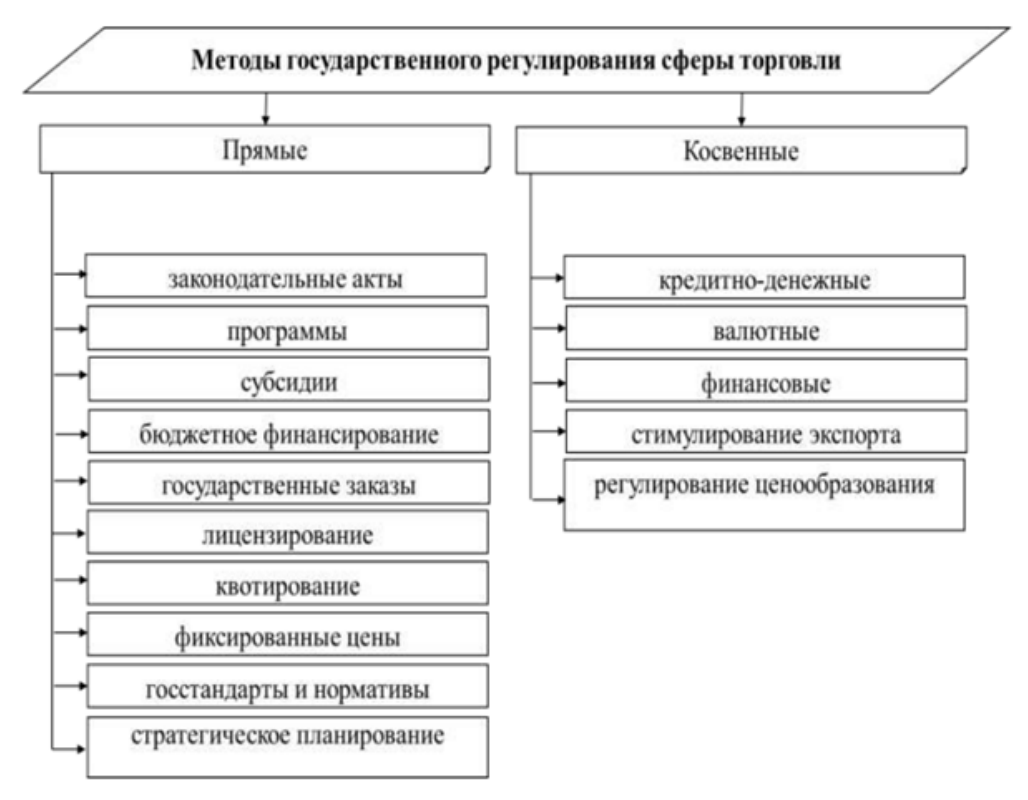 Методы государственного регулирования сферы торговли
Прямые
законодательные акты
программы
субсидии
бюджетное финансирование
государственные заказы
лицензирование
квотирование
фиксированные цены
госстандарты и нормативы
стратегическое планирование
Косвенные
кредитно-денежные
валютные
финансовые
стимулирование экспорта
регулирование ценообразования